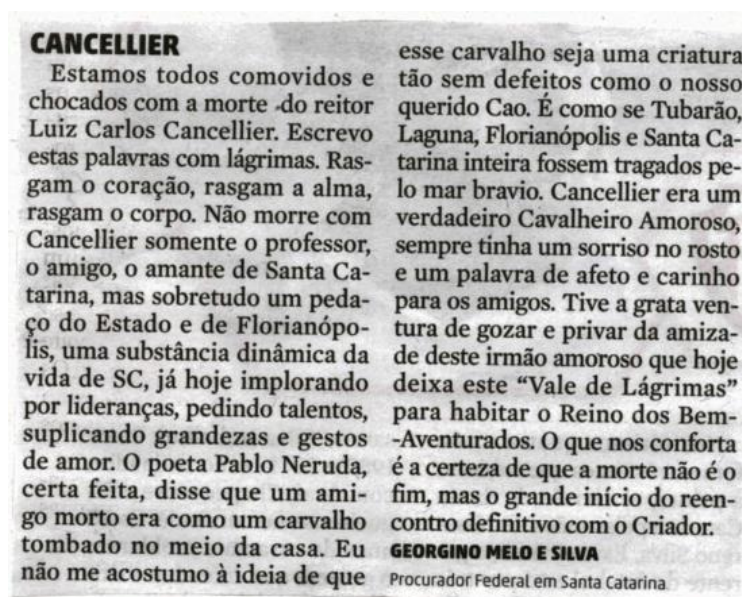 CANCELLIER
Estamos todos comovidos e
chocados com a morte do reitor
Luiz Carlos Cancellier. Escrevo
estas palavras com lágrimas. Ras-
gam o coração, rasgam a alma,
rasgam o corpo. Não morre com
Cancellier somente o professor,
o amigo, o amante de Santa Ca-
tarina, mas sobretudo um peda-
ço do Estado e de Florianópo-
lis, uma substância dinâmica da
vida de SC, já hoje implorando
por lideranças, pedindo talentos,
suplicando grandezas e gestos
de amor. O poeta Pablo Neruda,
certa feita, disse que um ami-
go morto era como um carvalho
tombado no meio da casa. Eu
não me acostumo à ideia de que
esse carvalho seja uma criatura
tão sem defeitos como o nosso
querido Cao. É como se Tubarão,
Laguna, Florianópolis e Santa Ca-
tarina inteira fossem tragados pe-
lo mar bravio. Cancellier era um
verdadeiro Cavalheiro Amoroso,
sempre tinha um sorriso no rosto
e um palavra de afeto e carinho
para os amigos. Tive a grata ven-
tura de gozar e privar da amiza-
de deste irmão amoroso que hoje
deixa este “Vale de Lágrimas”
para habitar o Reino dos Bem-
-Aventurados. O que nos conforta
é a certeza de que a morte não é o
fim, mas o grande início do reen-
contro definitivo com o Criador.
GEORGINO MELO E SILVA
Procurador Federal em Santa Catarina